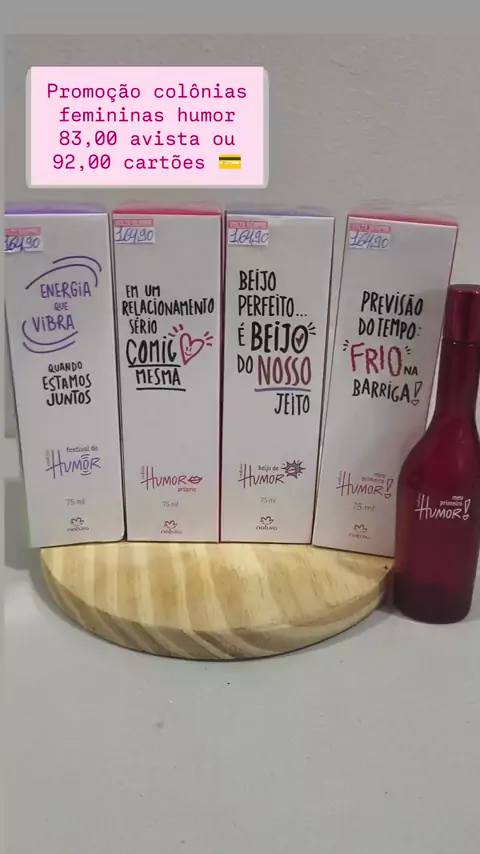 Promoção colônias
femininas humor
83,00 avista ou
92,00 cartões 💳
164,90
ENERGIA
QUE
VIBRA
QUANDO
ESTAMOS
JUNTOS
festival de
HUMOR
75 ml
natura
164,90
EM UM
RELACIONAMENTO
SÉRIO
COMIGO
MESMA
HUMOR
próprio
75 ml
natura
164,90
BEIJO
PERFEITO...
É BEIJO
DO NOSSO
JEITO
beijo de
HUMOR
75 ml
natura
164,90
PREVISÃO
DO TEMPO:
FRIO NA
BARRIGA!
meu
primeiro
HUMOR!
75 ml
natura
meu
primeiro
HUMOR!